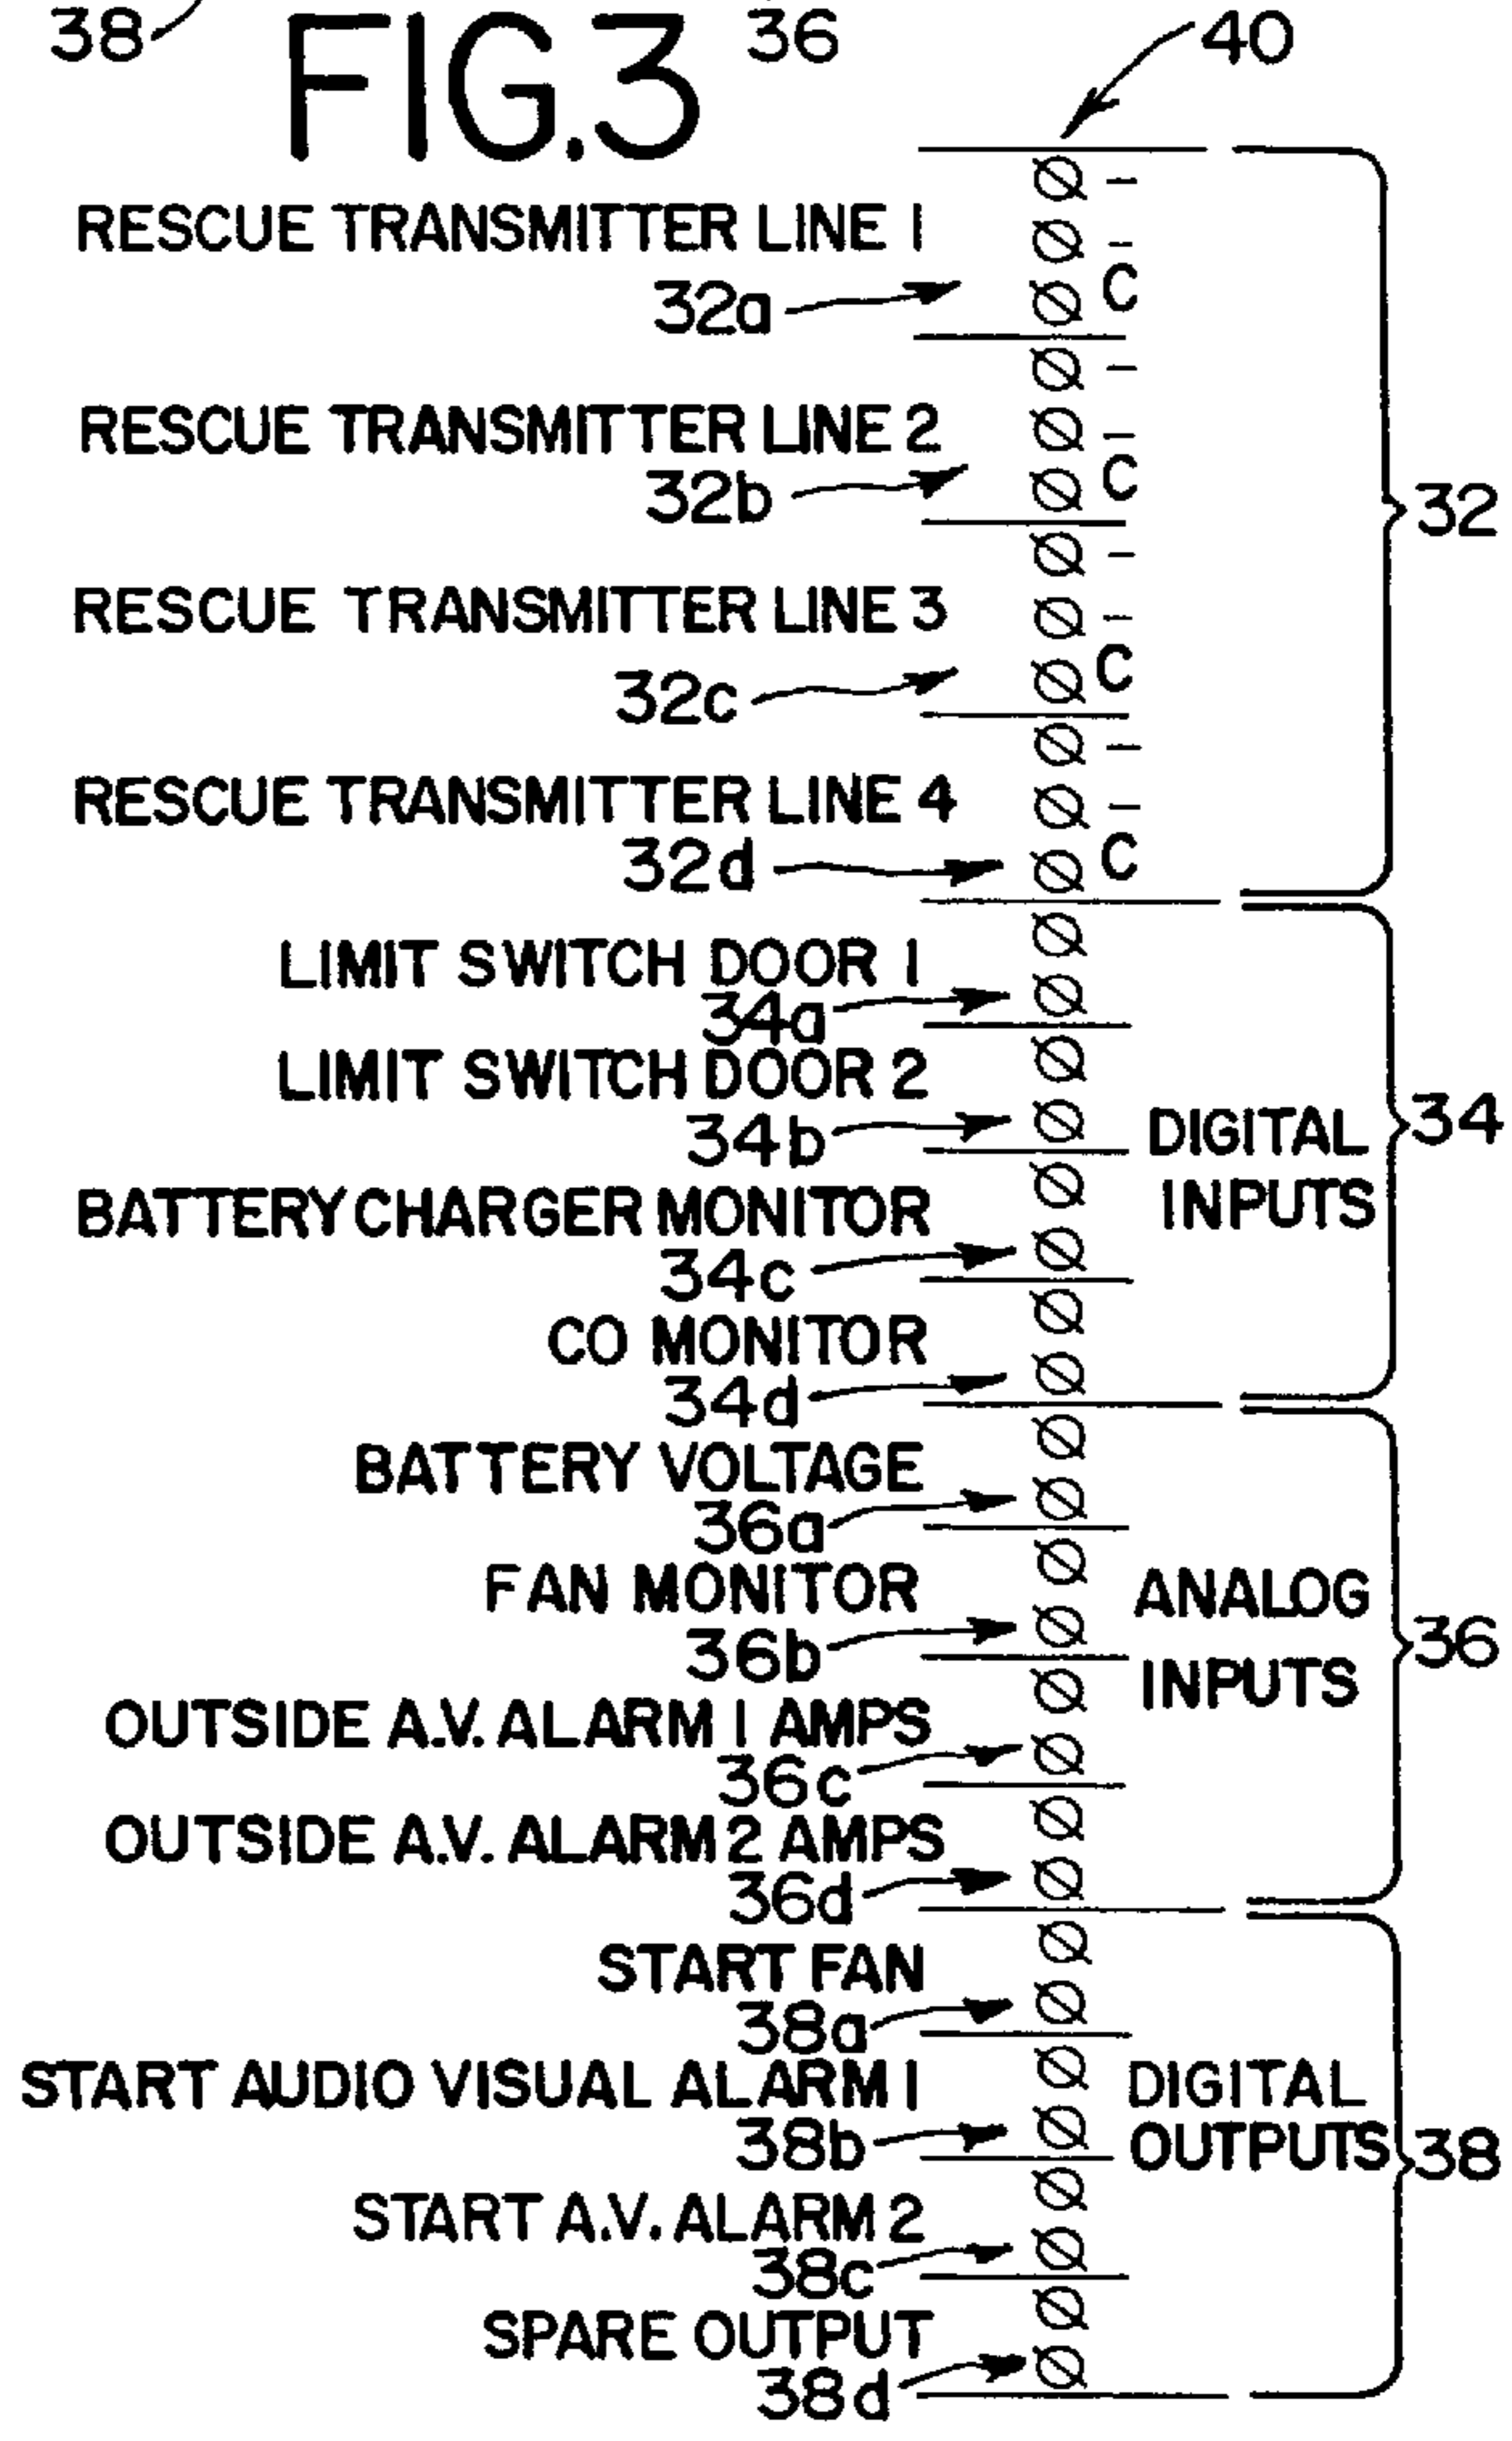 38 FIG.3 36 40
–
RESCUE TRANSMITTER LINE 1 –
32a C
–
RESCUE TRANSMITTER LINE 2 –
32b C
32
–
RESCUE TRANSMITTER LINE 3 –
32c C
–
RESCUE TRANSMITTER LINE 4 –
32d C
LIMIT SWITCH DOOR 1
34a
LIMIT SWITCH DOOR 2
34b DIGITAL 34
BATTERY CHARGER MONITOR INPUTS
34c
CO MONITOR
34d
BATTERY VOLTAGE
36a
FAN MONITOR ANALOG
36b 36
INPUTS
OUTSIDE A.V. ALARM 1 AMPS
36c
OUTSIDE A.V. ALARM 2 AMPS
36d
START FAN
38a
START AUDIO VISUAL ALARM 1 DIGITAL
38b OUTPUTS 38
START A.V. ALARM 2
38c
SPARE OUTPUT
38d